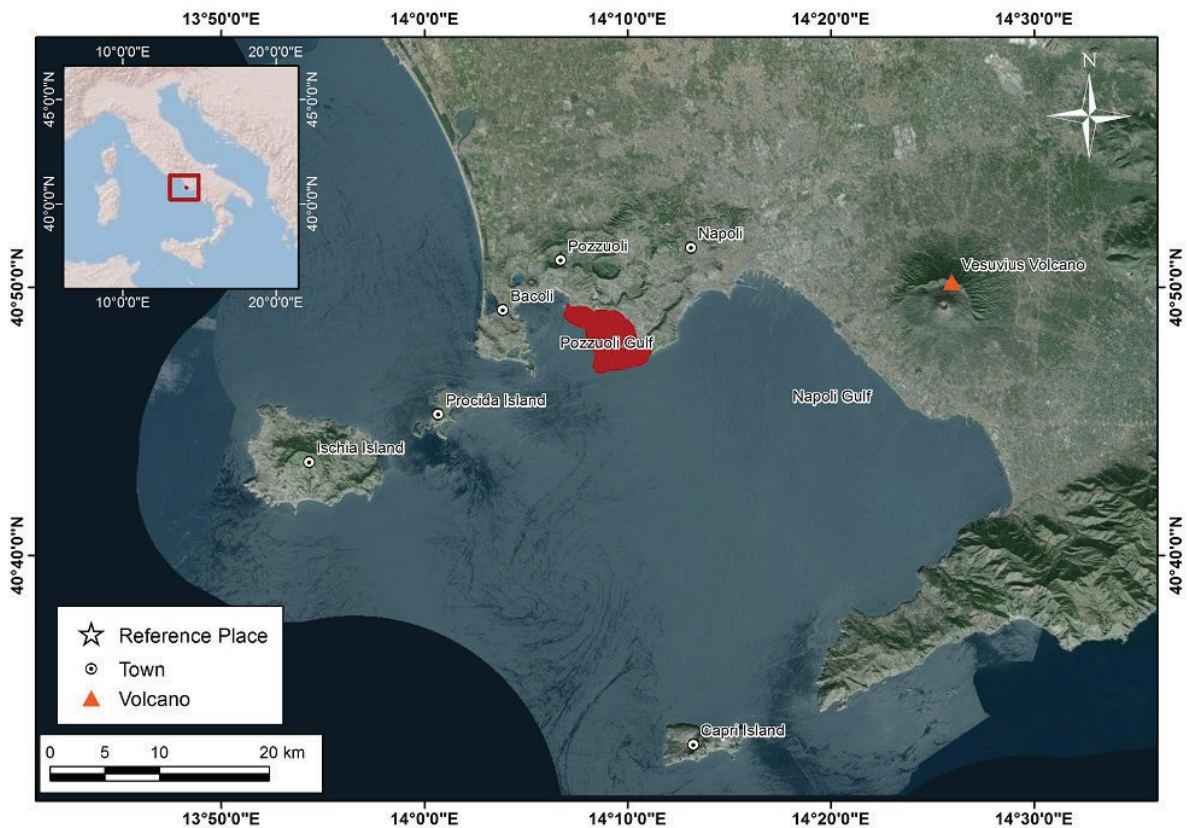 13°50'0"E 14°0'0"E 14°10'0"E 14°20'0"E 14°30'0"E
10°0'0"E 20°0'0"E
45°0'0"N 45°0'0"N
40°0'0"N 40°0'0"N
10°0'0"E 20°0'0"E
N
Pozzuoli
Napoli
Vesuvius Volcano
40°50'0"N 40°50'0"N
Bacoli
Pozzuoli Gulf
Napoli Gulf
Procida Island
Ischia Island
40°40'0"N 40°40'0"N
Reference Place
Town
Volcano
Capri Island
0 5 10 20 km
13°50'0"E 14°0'0"E 14°10'0"E 14°20'0"E 14°30'0"E